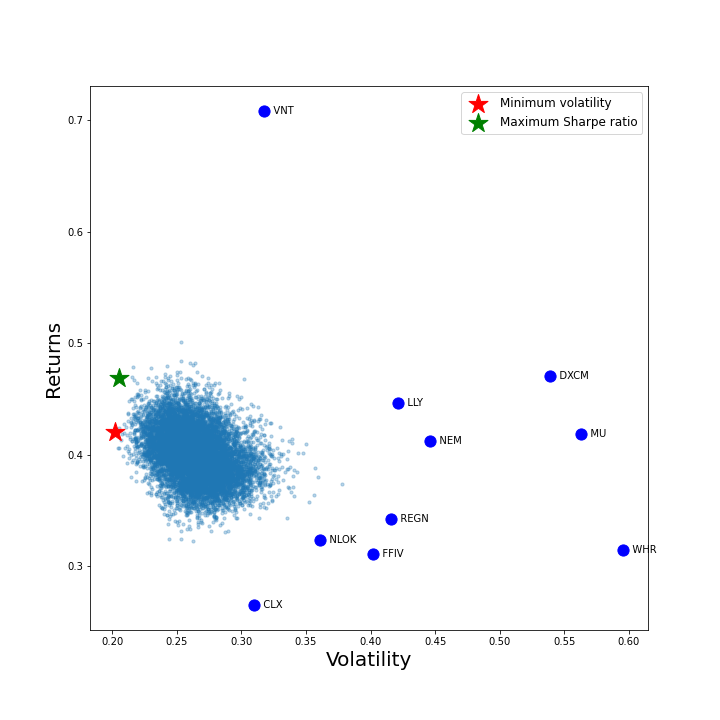 Minimum volatility
Maximum Sharpe ratio
VNT
DXCM
LLY
MU
NEM
REGN
NLOK
FFIV
WHR
CLX
Returns
0.7
0.6
0.5
0.4
0.3
0.20 0.25 0.30 0.35 0.40 0.45 0.50 0.55 0.60
Volatility